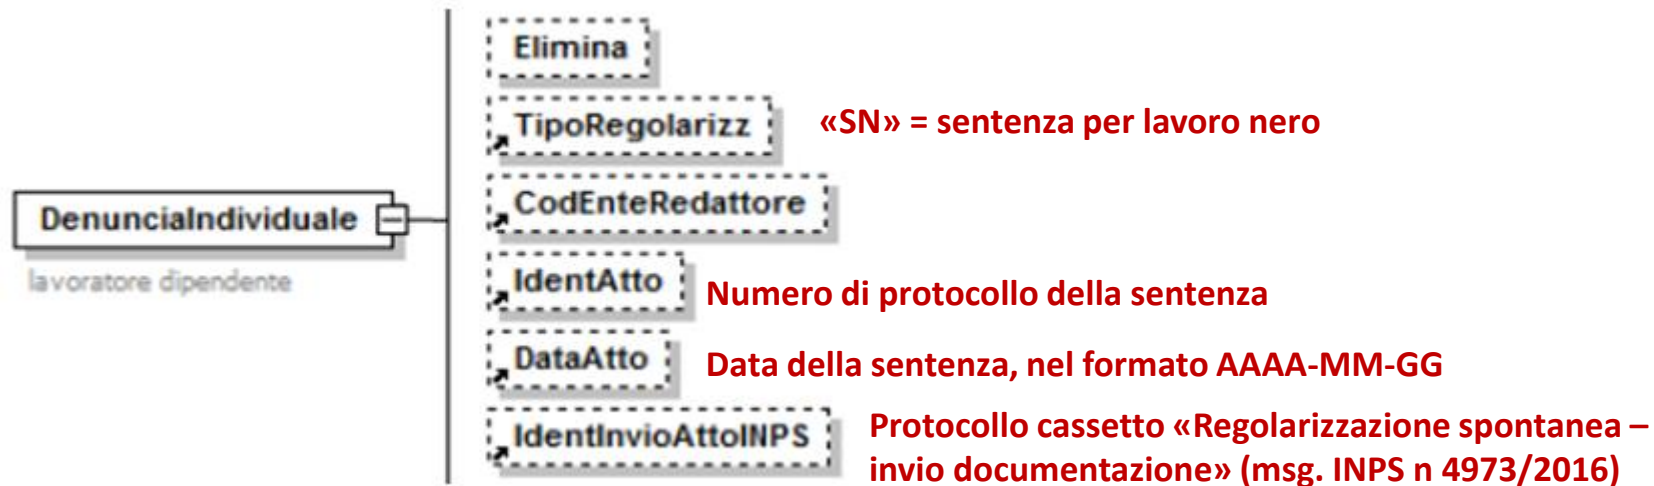 Elimina
TipoRegolarizz
«SN» = sentenza per lavoro nero
CodEnteRedattore
DenunciaIndividuale
lavoratore dipendente
IdentAtto
Numero di protocollo della sentenza
DataAtto
Data della sentenza, nel formato AAAA-MM-GG
IdentInvioAttoINPS
Protocollo cassetto «Regolarizzazione spontanea –
invio documentazione» (msg. INPS n 4973/2016)